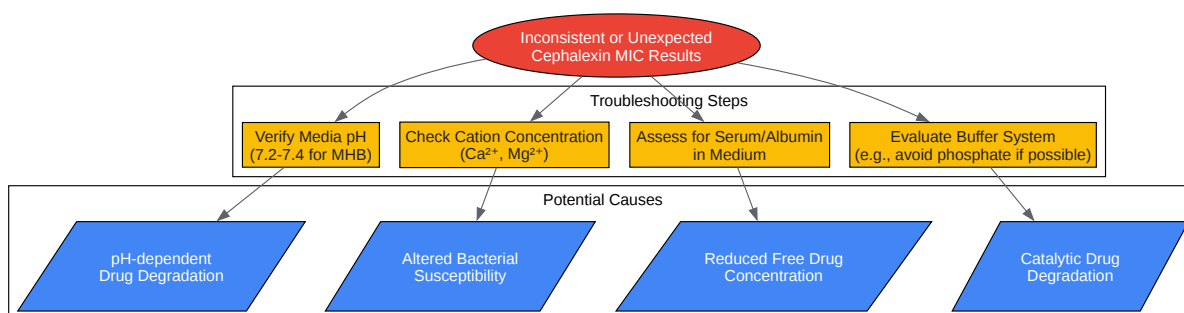 Inconsistent or Unexpected
Cephalexin MIC Results
Troubleshooting Steps
Verify Media pH
(7.2-7.4 for MHB)
Check Cation Concentration
(Ca²⁺, Mg²⁺)
Assess for Serum/Albumin
in Medium
Evaluate Buffer System
(e.g., avoid phosphate if possible)
Potential Causes
pH-dependent
Drug Degradation
Altered Bacterial
Susceptibility
Reduced Free Drug
Concentration
Catalytic Drug
Degradation